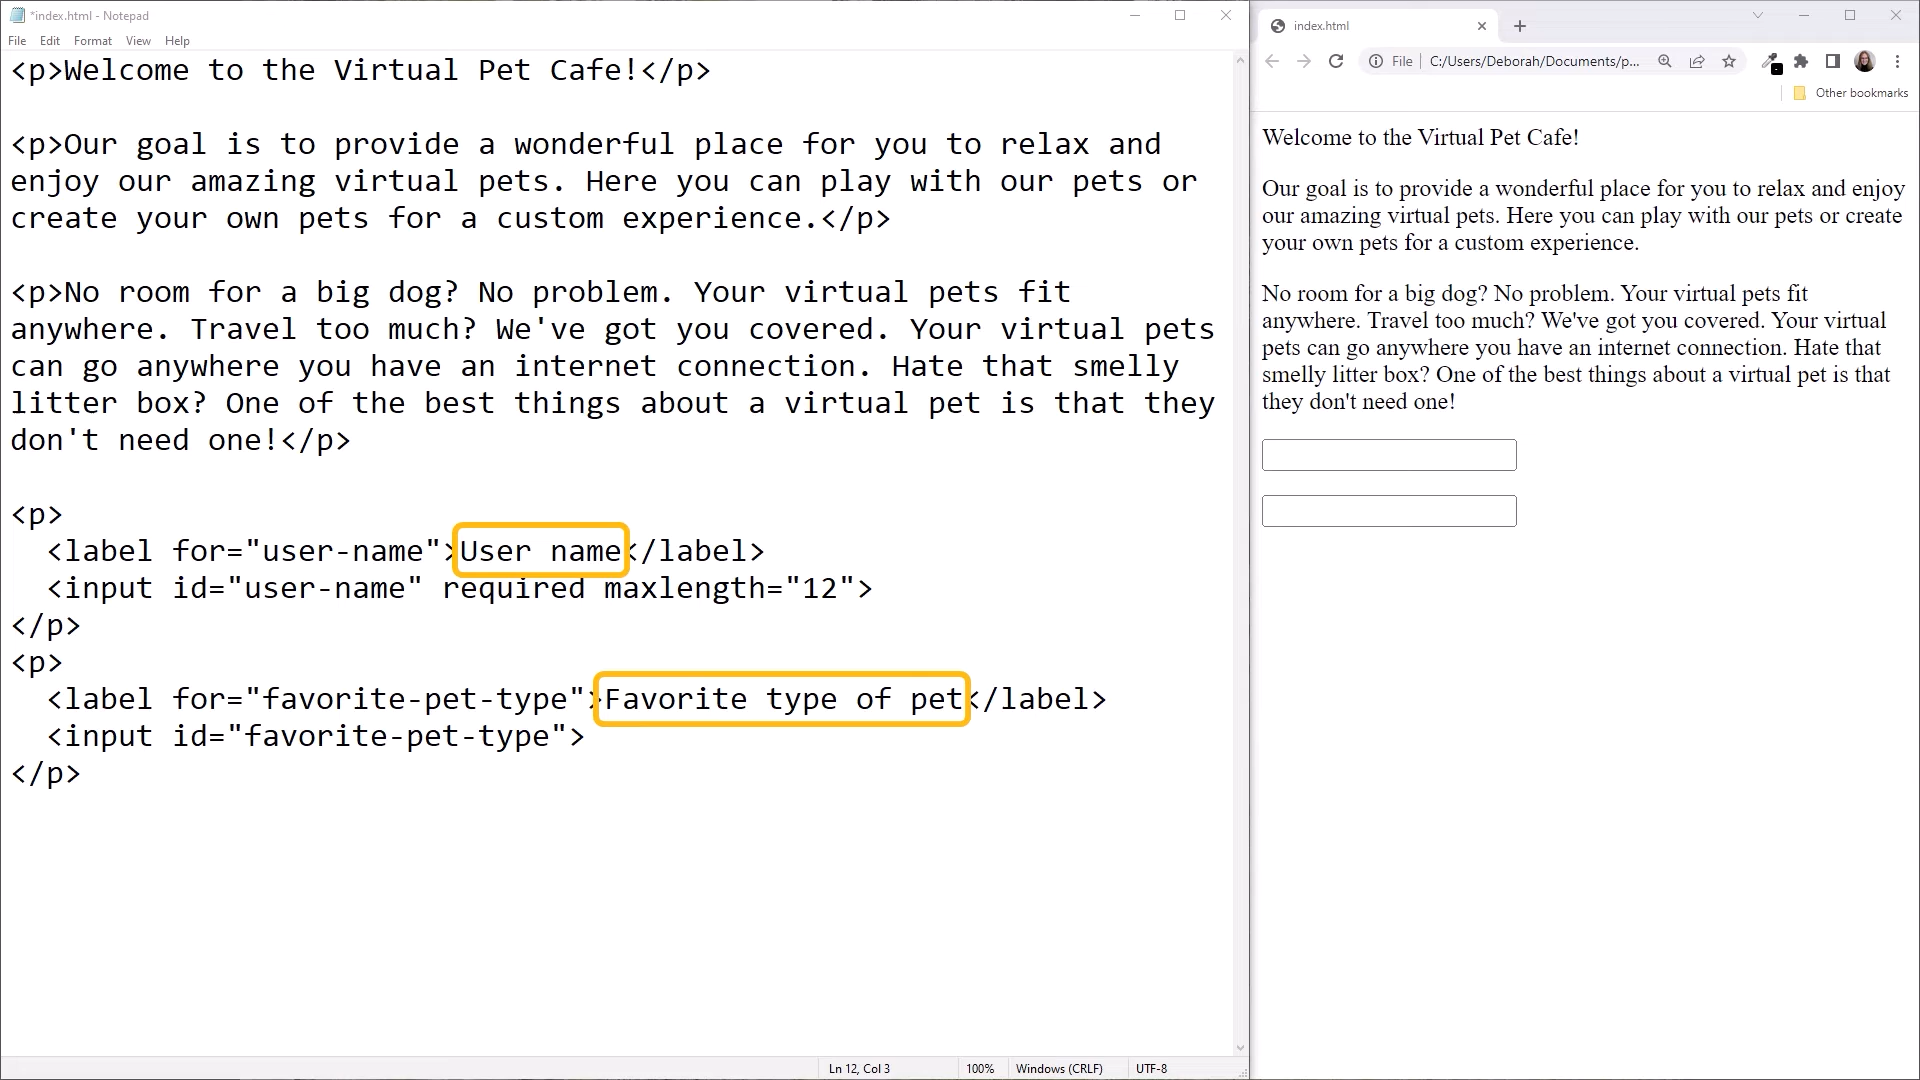 *index.html - Notepad
File Edit Format View Help
<p>Welcome to the Virtual Pet Cafe!</p>
<p>Our goal is to provide a wonderful place for you to relax and
enjoy our amazing virtual pets. Here you can play with our pets or
create your own pets for a custom experience.</p>
<p>No room for a big dog? No problem. Your virtual pets fit
anywhere. Travel too much? We've got you covered. Your virtual pets
can go anywhere you have an internet connection. Hate that smelly
litter box? One of the best things about a virtual pet is that they
don't need one!</p>
<p>
<label for="user-name">User name</label>
<input id="user-name" required maxlength="12">
</p>
<p>
<label for="favorite-pet-type">Favorite type of pet</label>
<input id="favorite-pet-type">
</p>
Ln 12, Col 3 100% Windows (CRLF) UTF-8
index.html
File C:/Users/Deborah/Documents/p...
Other bookmarks
Welcome to the Virtual Pet Cafe!
Our goal is to provide a wonderful place for you to relax and enjoy
our amazing virtual pets. Here you can play with our pets or create
your own pets for a custom experience.
No room for a big dog? No problem. Your virtual pets fit
anywhere. Travel too much? We've got you covered. Your virtual
pets can go anywhere you have an internet connection. Hate that
smelly litter box? One of the best things about a virtual pet is that
they don't need one!